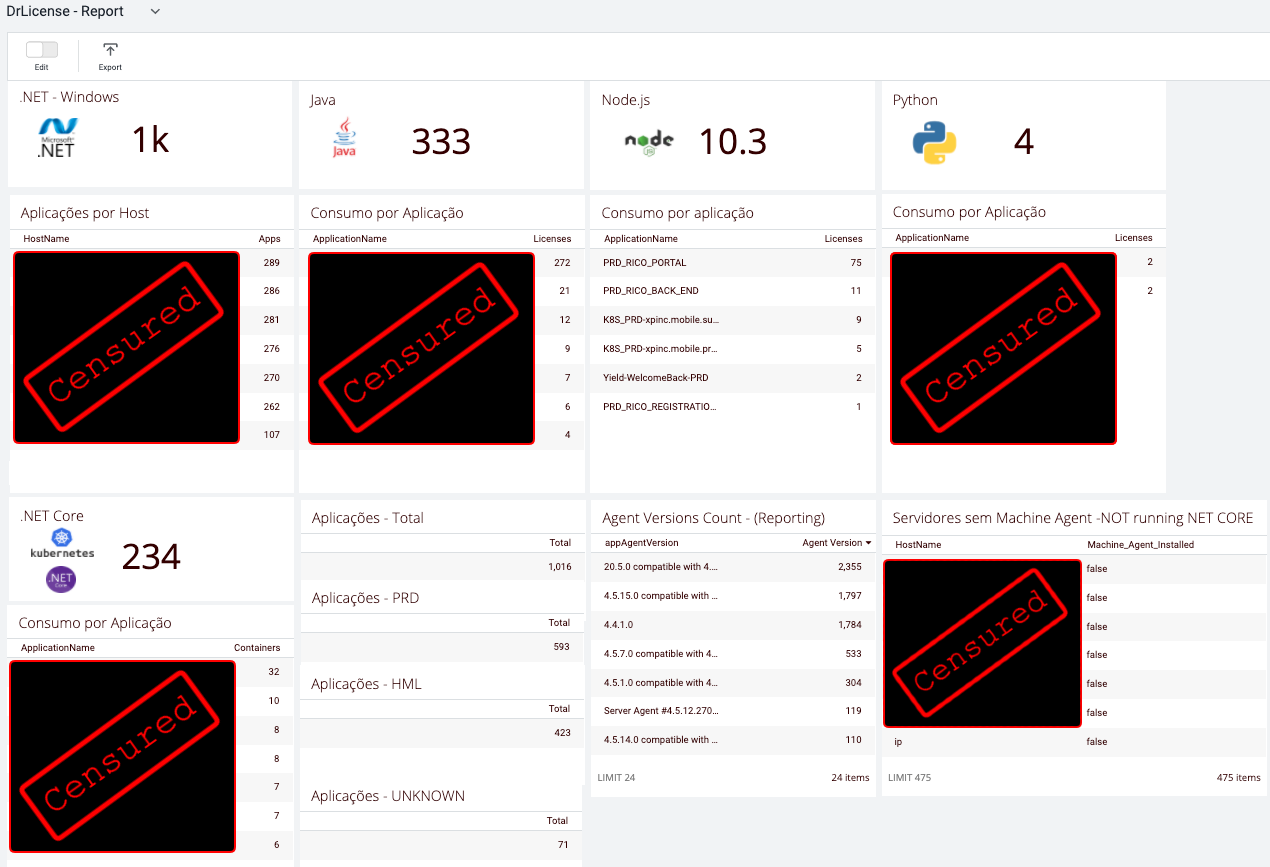 DrLicense - Report
Edit
Export
.NET - Windows
Microsoft®
.NET
1k
Java
Java
333
Node.js
node
JS
10.3
Python
4
Aplicações por Host
HostName Apps
Censured
289
286
281
276
270
262
107
Consumo por Aplicação
ApplicationName Licenses
Censured
272
21
12
9
7
6
4
Consumo por aplicação
ApplicationName Licenses
PRD_RICO_PORTAL 75
PRD_RICO_BACK_END 11
K8S_PRD-xpinc.mobile.su... 9
K8S_PRD-xpinc.mobile.pr... 5
Yield-WelcomeBack-PRD 2
PRD_RICO_REGISTRATIO... 1
Consumo por Aplicação
ApplicationName Licenses
Censured
2
2
.NET Core
kubernetes
.NET
Core
234
Consumo por Aplicação
ApplicationName Containers
Censured
32
10
8
8
7
7
6
Aplicações - Total
Total
1,016
Aplicações - PRD
Total
593
Aplicações - HML
Total
423
Aplicações - UNKNOWN
Total
71
Agent Versions Count - (Reporting)
appAgentVersion Agent Version
20.5.0 compatible with 4.... 2,355
4.5.15.0 compatible with ... 1,797
4.4.1.0 1,784
4.5.7.0 compatible with 4... 533
4.5.1.0 compatible with 4... 304
Server Agent #4.5.12.270... 119
4.5.14.0 compatible with ... 110
LIMIT 24 24 items
Servidores sem Machine Agent -NOT running NET CORE
HostName Machine_Agent_Installed
Censured
false
false
false
false
false
false
ip false
LIMIT 475 475 items